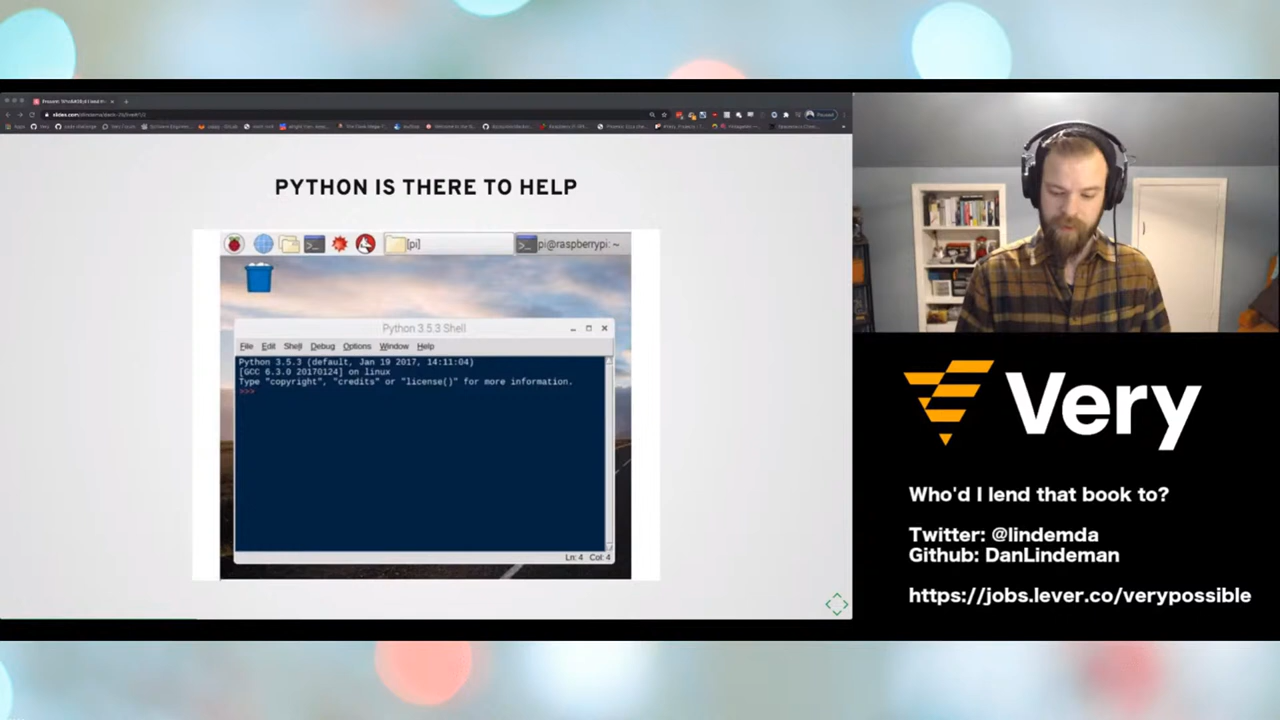 PYTHON IS THERE TO HELP
[pi]
pi@raspberrypi: ~
Python 3.5.3 Shell
File Edit Shell Debug Options Window Help
Python 3.5.3 (default, Jan 19 2017, 14:11:04)
[GCC 6.3.0 20170124] on linux
Type "copyright", "credits" or "license()" for more information.
>>>
Ln: 4 Col: 4
Very
Who'd I lend that book to?
Twitter: @lindemda
Github: DanLindeman
https://jobs.lever.co/verypossible